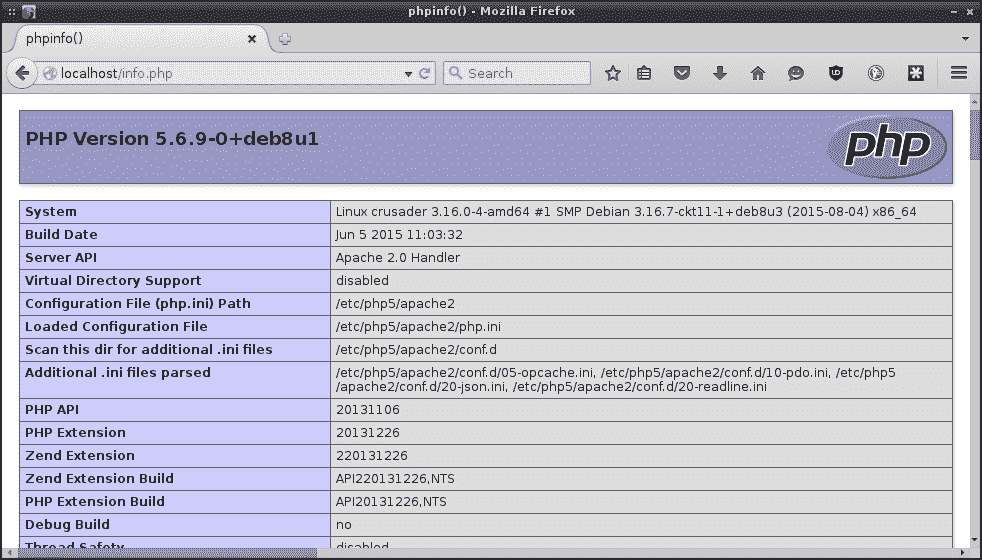 phpinfo() - Mozilla Firefox
phpinfo()
localhost/info.php
Search
PHP Version 5.6.9-0+deb8u1
php
System Linux crusader 3.16.0-4-amd64 #1 SMP Debian 3.16.7-ckt11-1+deb8u3 (2015-08-04) x86_64
Build Date Jun 5 2015 11:03:32
Server API Apache 2.0 Handler
Virtual Directory Support disabled
Configuration File (php.ini) Path /etc/php5/apache2
Loaded Configuration File /etc/php5/apache2/php.ini
Scan this dir for additional .ini files /etc/php5/apache2/conf.d
Additional .ini files parsed /etc/php5/apache2/conf.d/05-opcache.ini, /etc/php5/apache2/conf.d/10-pdo.ini, /etc/php5
/apache2/conf.d/20-json.ini, /etc/php5/apache2/conf.d/20-readline.ini
PHP API 20131106
PHP Extension 20131226
Zend Extension 220131226
Zend Extension Build API220131226,NTS
PHP Extension Build API20131226,NTS
Debug Build no
Thread Safety disabled